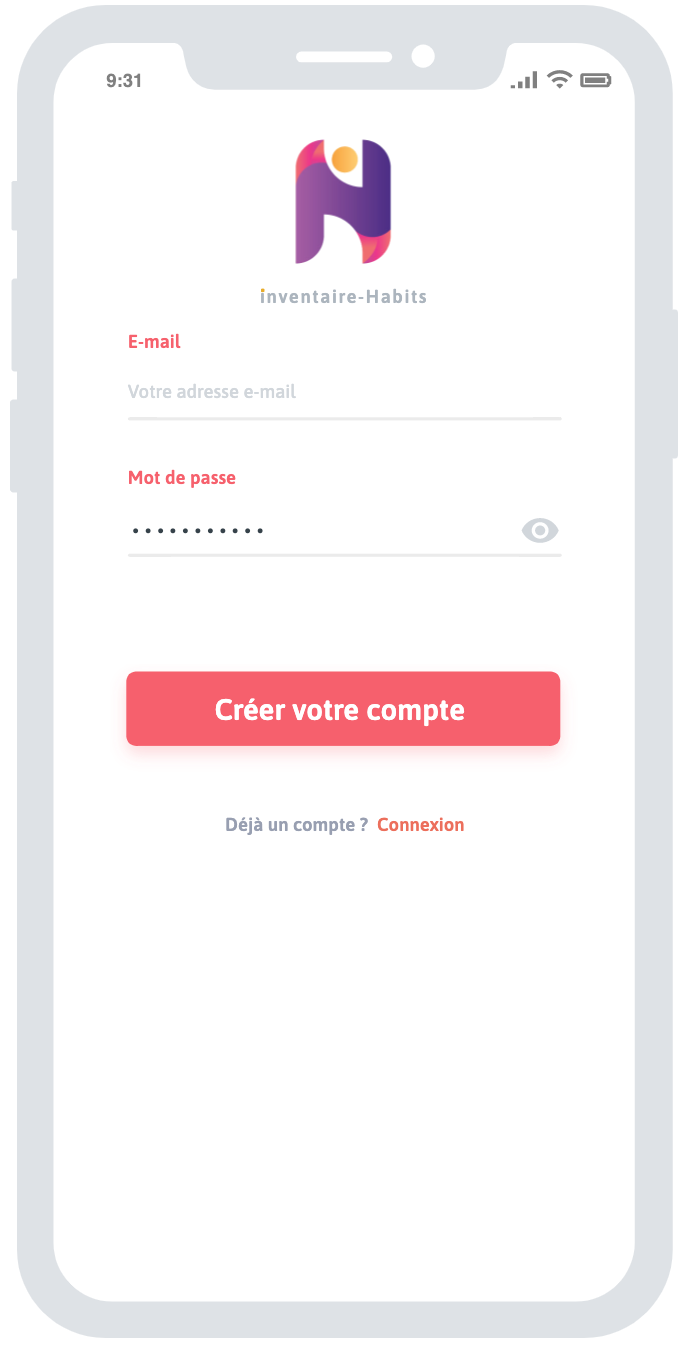 9:31
inventaire-Habits
E-mail
Votre adresse e-mail
Mot de passe
...........
Créer votre compte
Déjà un compte ? Connexion